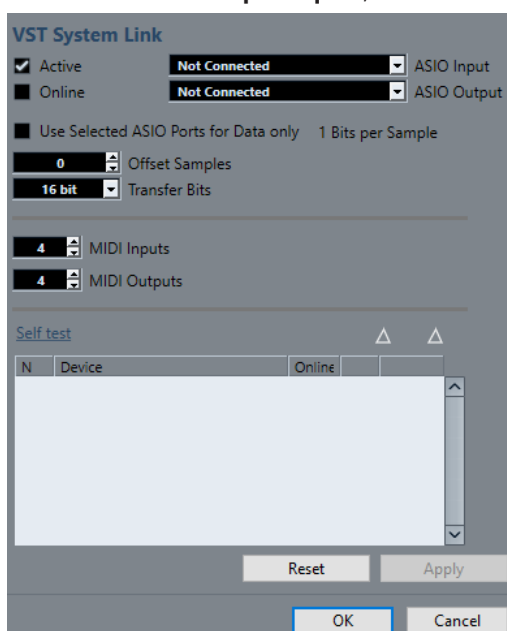 VST System Link
Active Not Connected ASIO Input
Online Not Connected ASIO Output
Use Selected ASIO Ports for Data only 1 Bits per Sample
0 Offset Samples
16 bit Transfer Bits
4 MIDI Inputs
4 MIDI Outputs
Self test
N Device Online
Reset Apply
OK Cancel